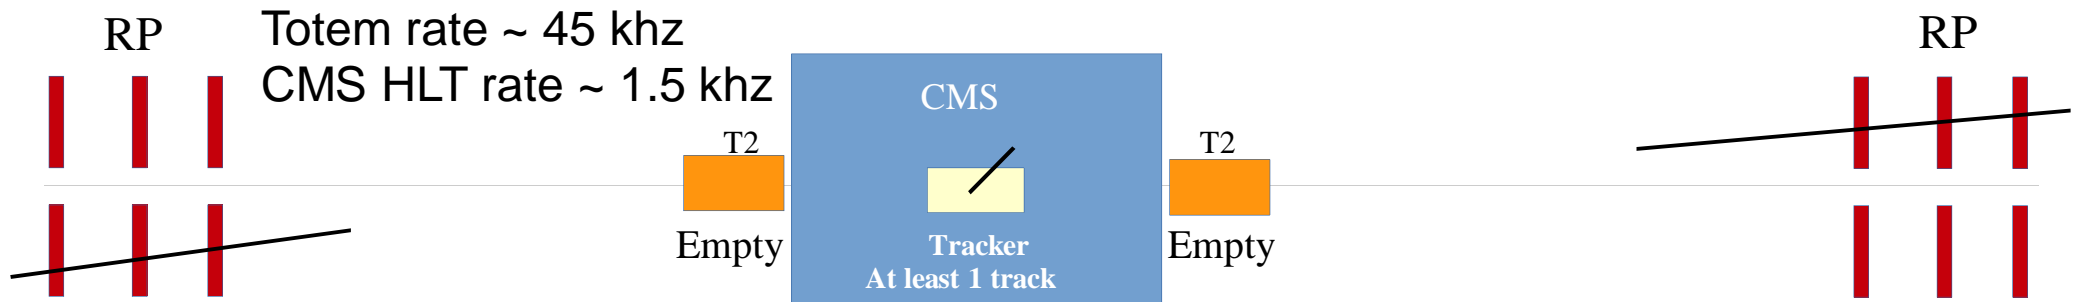 RP
Totem rate ~ 45 khz
CMS HLT rate ~ 1.5 khz
RP
CMS
T2
T2
Empty
Tracker
At least 1 track
Empty